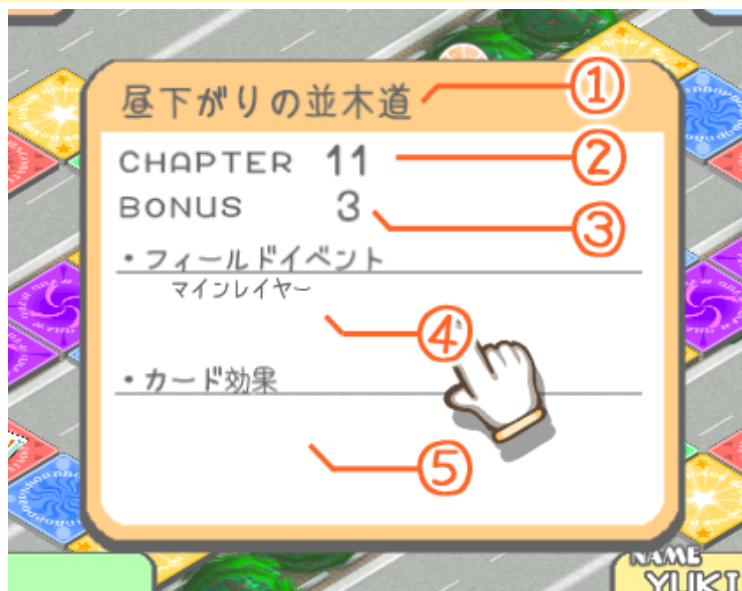 昼下がりの並木道 ①
CHAPTER 11 ②
BONUS 3 ③
・フィールドイベント
マインレイヤー
④
・カード効果
⑤
NAME
YUKI